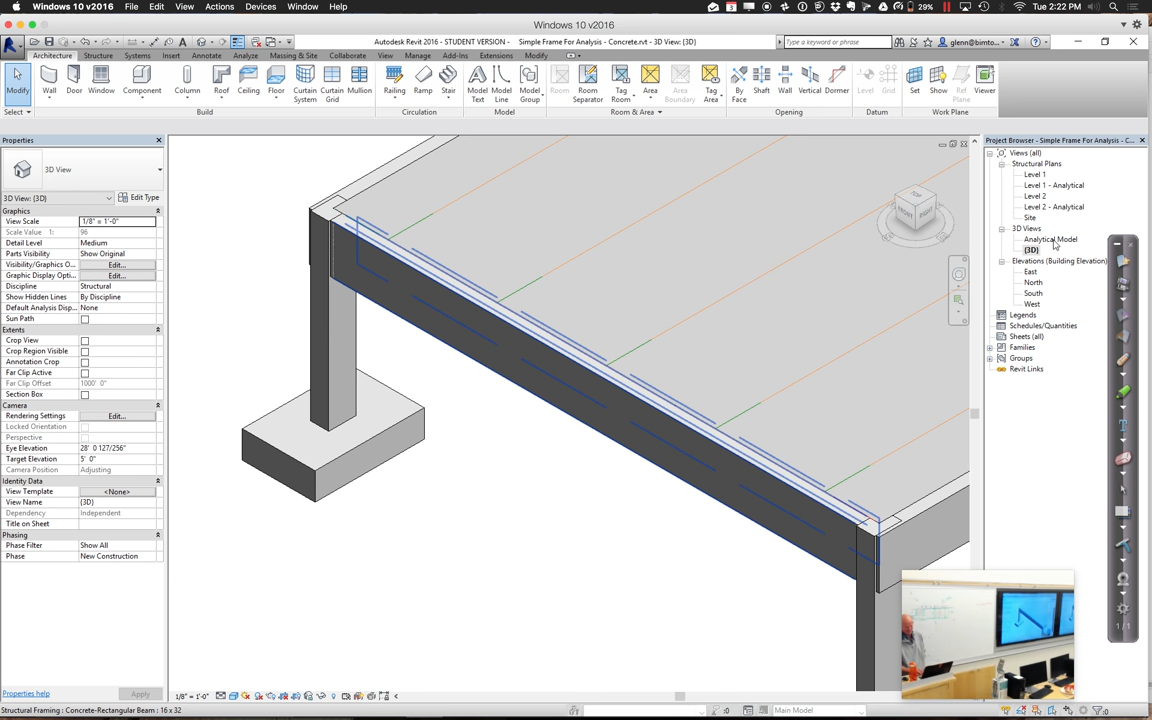 Windows 10 v2016 File Edit View Actions Devices Window Help 29% Tue 2:22 PM
Windows 10 v2016
Autodesk Revit 2016 - STUDENT VERSION - Simple Frame For Analysis - Concrete.rvt - 3D View: {3D} Type a keyword or phrase glenn@bimto...
Architecture Structure Systems Insert Annotate Analyze Massing & Site Collaborate View Manage Add-Ins Extensions Modify
Modify Wall Door Window Component Column Roof Ceiling Floor Curtain System Curtain Grid Mullion Railing Ramp Stair Model Text Model Line Model Group Room Room Separator Tag Room Area Area Boundary Tag Area By Face Shaft Wall Vertical Dormer Level Grid Set Show Ref Plane Viewer
Select Build Circulation Model Room & Area Opening Datum Work Plane
Properties
3D View
3D View: {3D} Edit Type
Graphics
View Scale 1/8" = 1'-0"
Scale Value 1: 96
Detail Level Medium
Parts Visibility Show Original
Visibility/Graphics O... Edit...
Graphic Display Opti... Edit...
Discipline Structural
Show Hidden Lines By Discipline
Default Analysis Disp... None
Sun Path
Extents
Crop View
Crop Region Visible
Annotation Crop
Far Clip Active
Far Clip Offset 1000' 0"
Section Box
Camera
Rendering Settings Edit...
Locked Orientation
Perspective
Eye Elevation 28' 0 127/256"
Target Elevation 5' 0"
Camera Position Adjusting
Identity Data
View Template <None>
View Name {3D}
Dependency Independent
Title on Sheet
Phasing
Phase Filter Show All
Phase New Construction
Properties help Apply
TOP
FRONT RIGHT
Project Browser - Simple Frame For Analysis - C...
Views (all)
Structural Plans
Level 1
Level 1 - Analytical
Level 2
Level 2 - Analytical
Site
3D Views
Analytical Model
{3D}
Elevations (Building Elevation)
East
North
South
West
Legends
Schedules/Quantities
Sheets (all)
Families
Groups
Revit Links
1/1
1/8" = 1'-0"
Structural Framing : Concrete-Rectangular Beam : 16 x 32 :0 Main Model :0